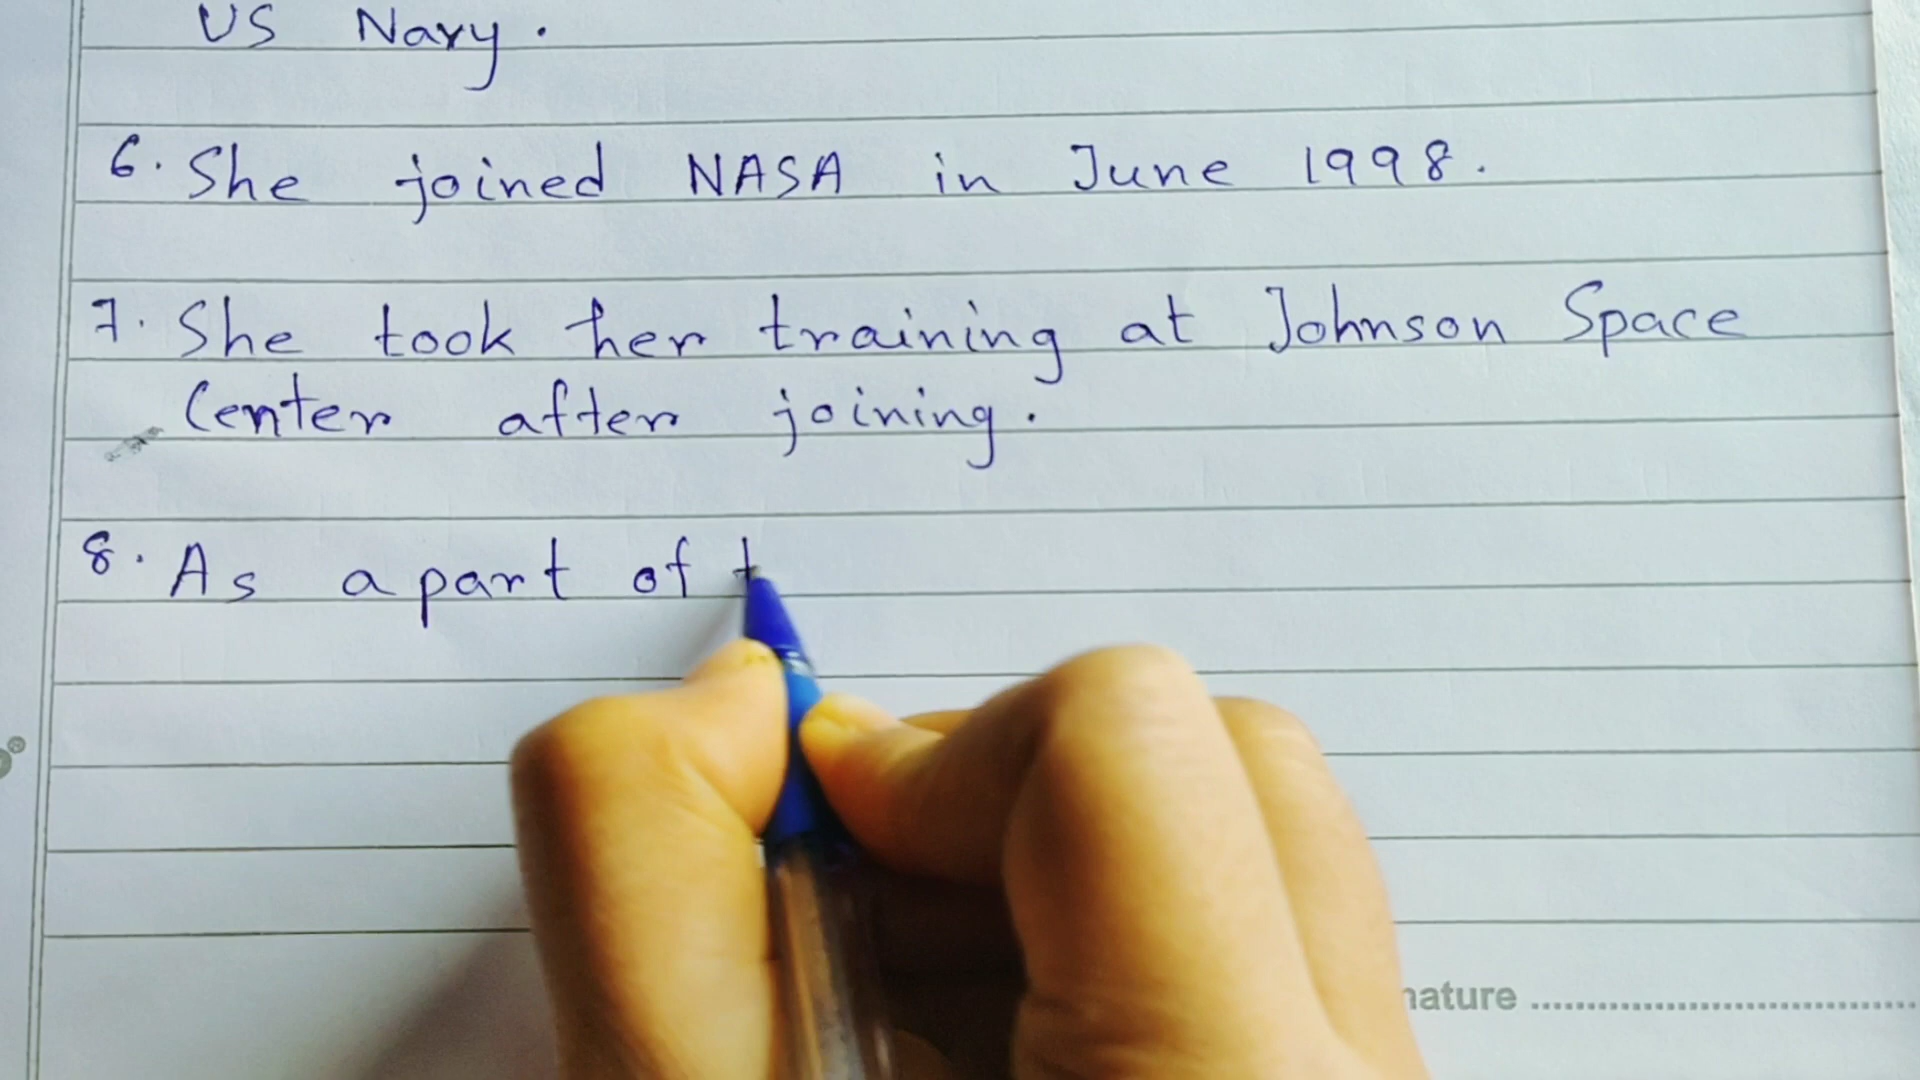 US Navy.
6. She joined NASA in June 1998.
7. She took her training at Johnson Space
Center after joining.
8. As a part of t
nature ........................